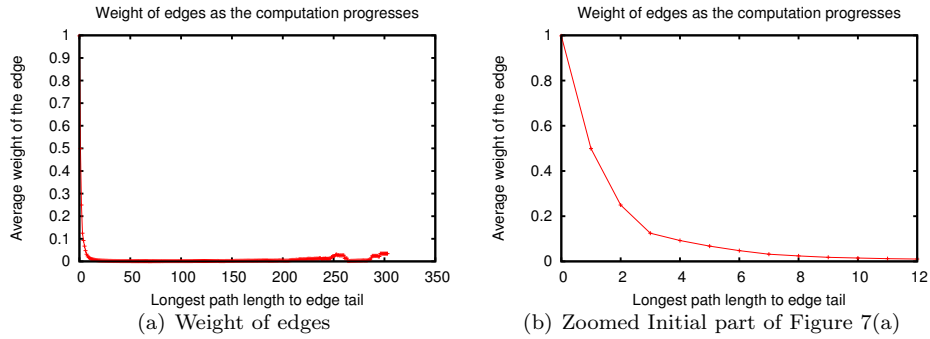 Weight of edges as the computation progresses
Average weight of the edge
1
0.9
0.8
0.7
0.6
0.5
0.4
0.3
0.2
0.1
0
0 50 100 150 200 250 300 350
Longest path length to edge tail
(a) Weight of edges
Weight of edges as the computation progresses
Average weight of the edge
1
0.8
0.6
0.4
0.2
0
0 2 4 6 8 10 12
Longest path length to edge tail
(b) Zoomed Initial part of Figure 7(a)